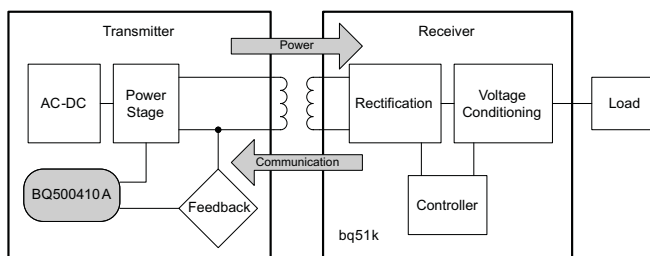 Transmitter
Power
Receiver
AC-DC
Power
Stage
Rectification
Voltage
Conditioning
Load
Communication
BQ500410A
Feedback
Controller
bq51k